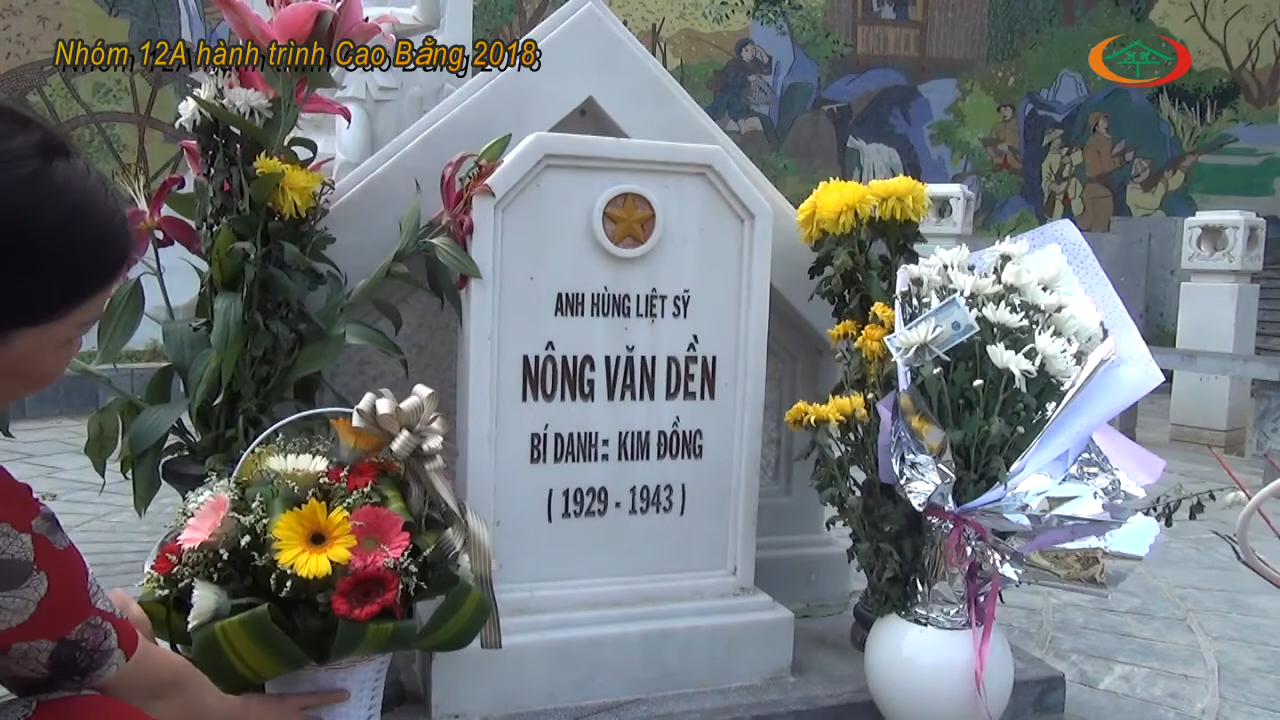 Nhóm 12A hành trình Cao Bằng 2018
ANH HÙNG LIỆT SỸ
NÔNG VĂN DỀN
BÍ DANH: KIM ĐỒNG
( 1929 - 1943 )